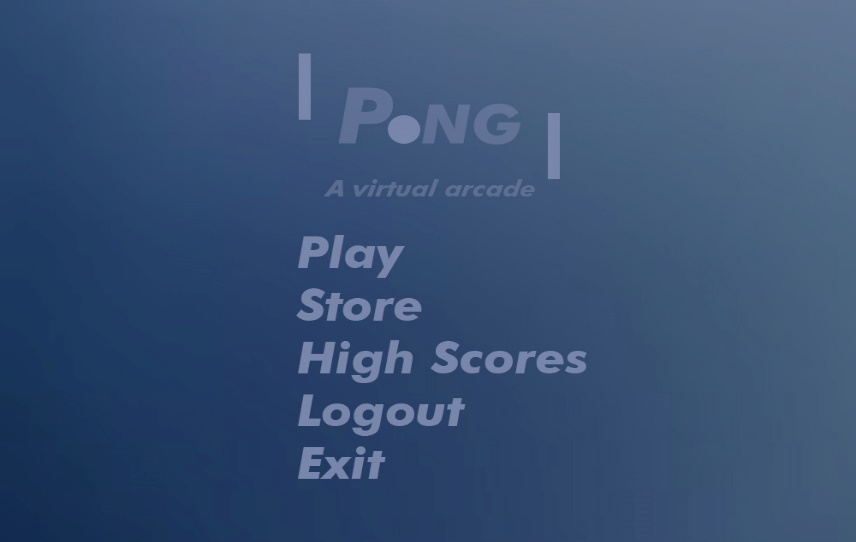 PONG
A virtual arcade
Play
Store
High Scores
Logout
Exit